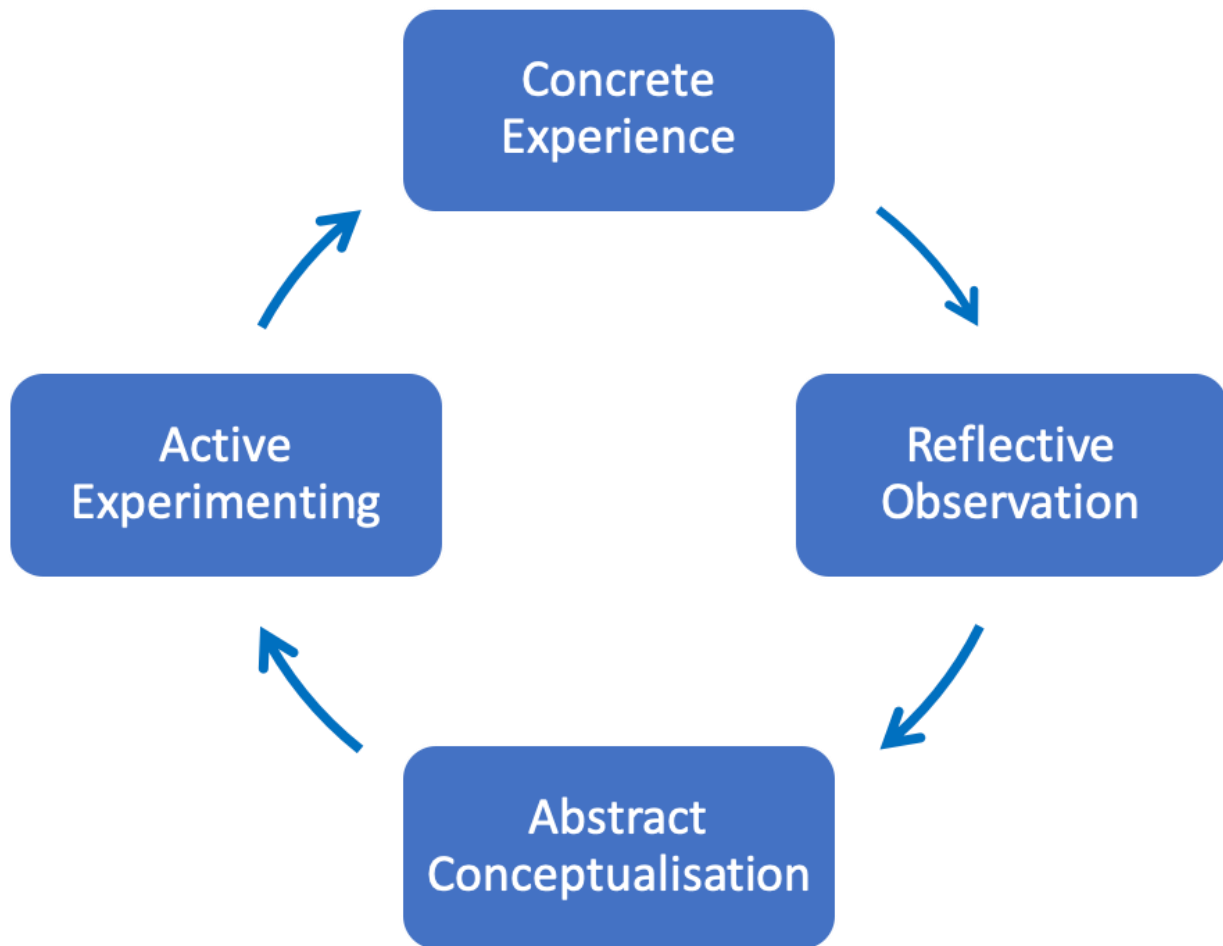 Concrete
Experience
Reflective
Observation
Abstract
Conceptualisation
Active
Experimenting